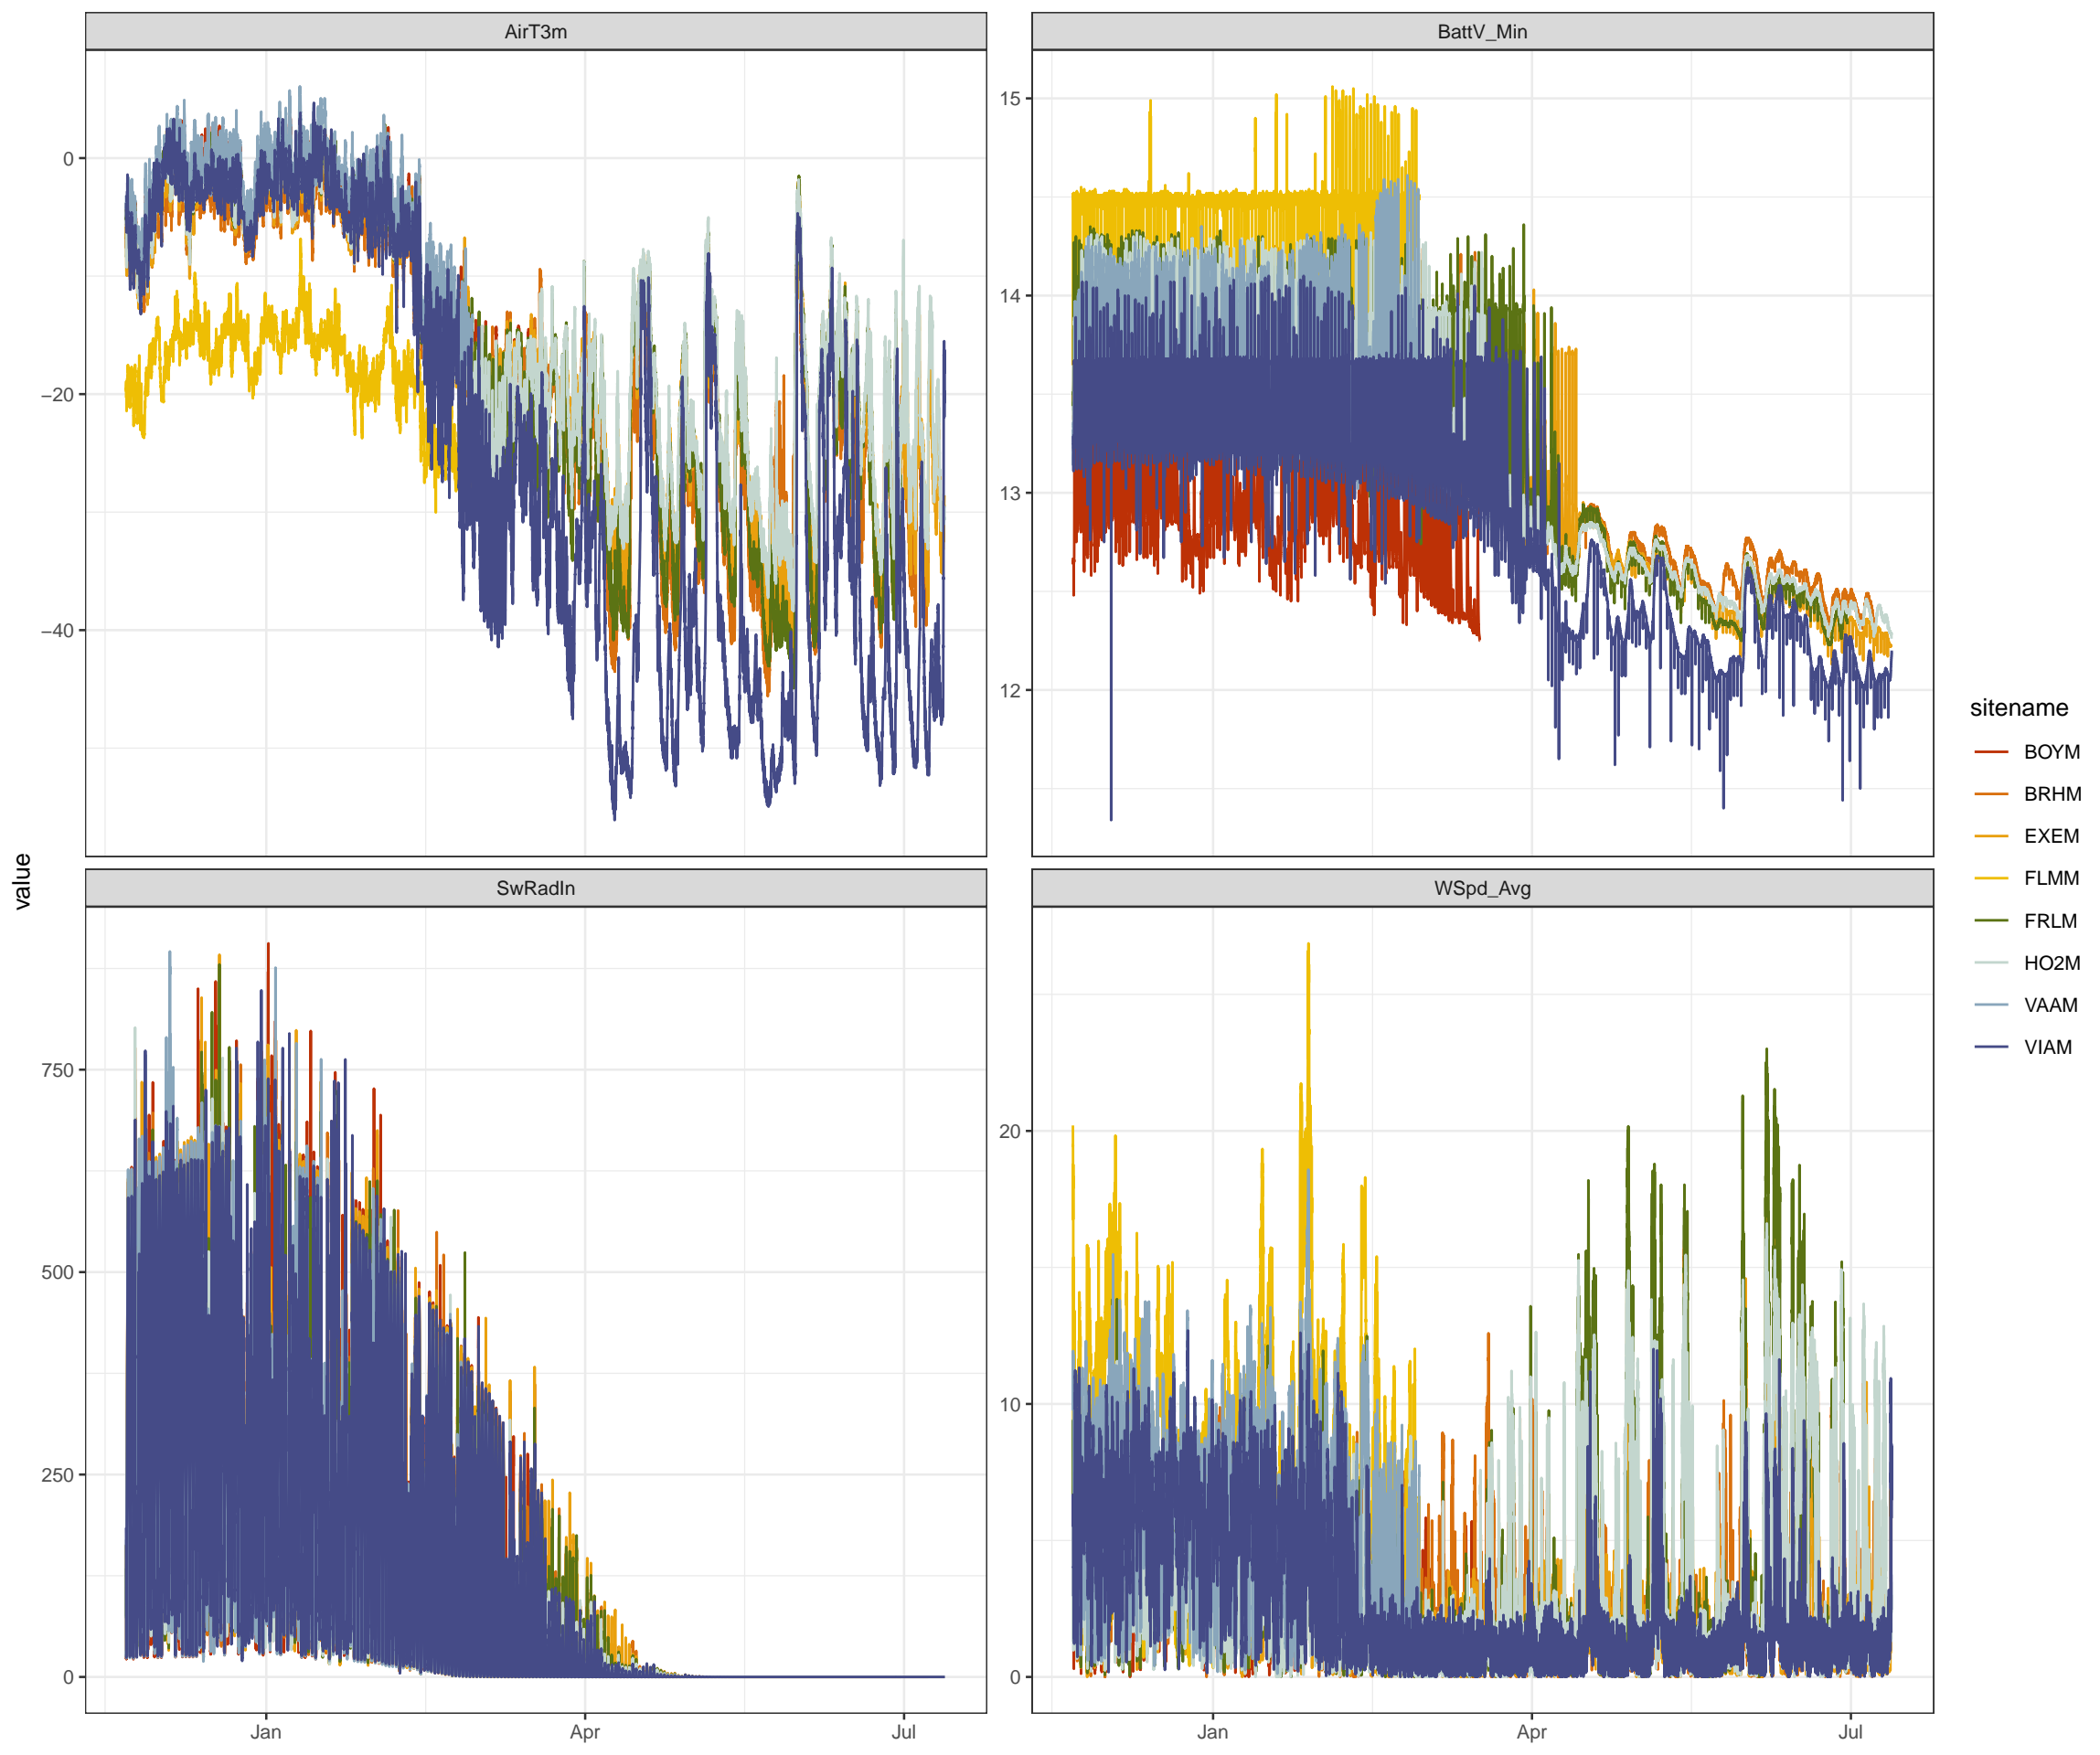 AirT3m
BattV_Min
0
−20
−40
15
14
13
12
value
SwRadIn
WSpd_Avg
750
500
250
0
20
10
0
Jan
Apr
Jul
Jan
Apr
Jul
sitename
BOYM
BRHM
EXEM
FLMM
FRLM
HO2M
VAAM
VIAM